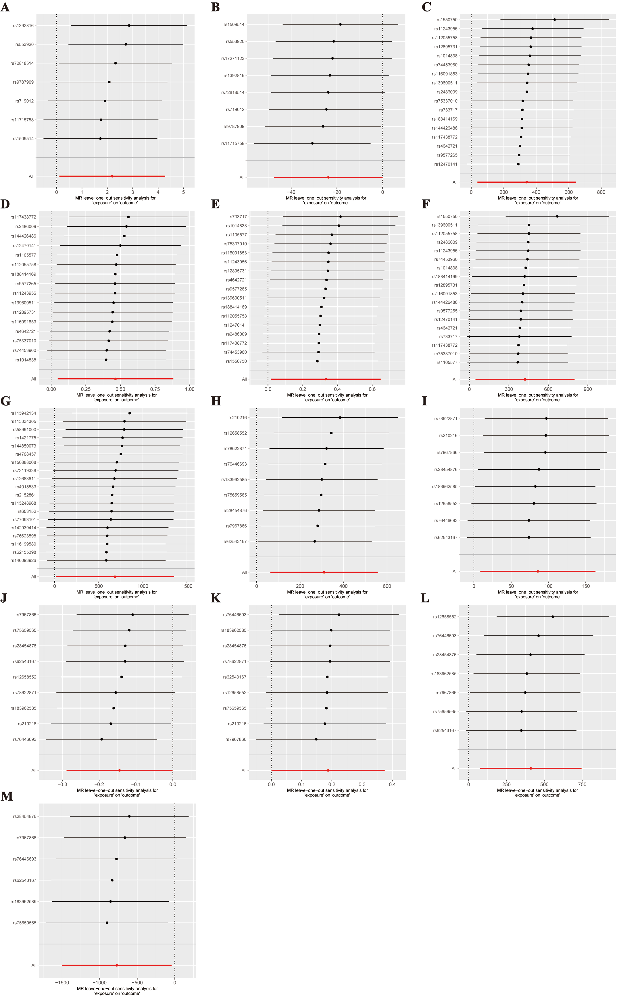 A
rs1392816
rs553920
rs72818514
rs9787909
rs719012
rs11715758
rs1509514
All
0 1 2 3 4 5
MR leave−one−out sensitivity analysis for
'exposure' on 'outcome'
B
rs1509514
rs553920
rs17271123
rs1392816
rs72818514
rs719012
rs9787909
rs11715758
All
−40 −20 0
MR leave−one−out sensitivity analysis for
'exposure' on 'outcome'
C
rs1550750
rs11243956
rs112055758
rs12895731
rs1014838
rs74453960
rs116091853
rs139600511
rs2486009
rs75337010
rs733717
rs188414169
rs144426486
rs117438772
rs4642721
rs9577265
rs12470141
All
0 200 400 600 800
MR leave−one−out sensitivity analysis for
'exposure' on 'outcome'
D
rs117438772
rs2486009
rs144426486
rs12470141
rs1105577
rs112055758
rs188414169
rs9577265
rs11243956
rs139600511
rs12895731
rs116091853
rs4642721
rs75337010
rs74453960
rs1014838
All
0.00 0.25 0.50 0.75 1.00
MR leave−one−out sensitivity analysis for
'exposure' on 'outcome'
E
rs733717
rs1014838
rs1105577
rs75337010
rs116091853
rs11243956
rs12895731
rs4642721
rs9577265
rs139600511
rs188414169
rs112055758
rs12470141
rs2486009
rs117438772
rs74453960
rs1550750
All
0.0 0.2 0.4 0.6
MR leave−one−out sensitivity analysis for
'exposure' on 'outcome'
F
rs1550750
rs139600511
rs112055758
rs2486009
rs11243956
rs74453960
rs1014838
rs188414169
rs12895731
rs116091853
rs144426486
rs9577265
rs12470141
rs4642721
rs733717
rs117438772
rs75337010
rs1105577
All
0 300 600 900
MR leave−one−out sensitivity analysis for
'exposure' on 'outcome'
G
rs115942134
rs113334305
rs58991000
rs1421775
rs144850073
rs4708457
rs150888068
rs73119338
rs12683611
rs4015533
rs2152861
rs115248968
rs653152
rs77053101
rs142939414
rs76623598
rs116199580
rs62155398
rs146093926
All
0 500 1000 1500
MR leave−one−out sensitivity analysis for
'exposure' on 'outcome'
H
rs210216
rs12658552
rs78622871
rs76446693
rs183962585
rs75659565
rs28454876
rs7967866
rs62543167
All
0 200 400 600
MR leave−one−out sensitivity analysis for
'exposure' on 'outcome'
I
rs78622871
rs210216
rs7967866
rs28454876
rs183962585
rs12658552
rs76446693
rs62543167
All
0 50 100 150
MR leave−one−out sensitivity analysis for
'exposure' on 'outcome'
J
rs7967866
rs75659565
rs28454876
rs62543167
rs12658552
rs78622871
rs183962585
rs210216
rs76446693
All
−0.3 −0.2 −0.1 0.0
MR leave−one−out sensitivity analysis for
'exposure' on 'outcome'
K
rs76446693
rs183962585
rs28454876
rs78622871
rs62543167
rs12658552
rs75659565
rs210216
rs7967866
All
0.0 0.1 0.2 0.3 0.4
MR leave−one−out sensitivity analysis for
'exposure' on 'outcome'
L
rs12658552
rs76446693
rs28454876
rs183962585
rs7967866
rs75659565
rs62543167
All
0 250 500 750
MR leave−one−out sensitivity analysis for
'exposure' on 'outcome'
M
rs28454876
rs7967866
rs76446693
rs62543167
rs183962585
rs75659565
All
−1500 −1000 −500 0
MR leave−one−out sensitivity analysis for
'exposure' on 'outcome'